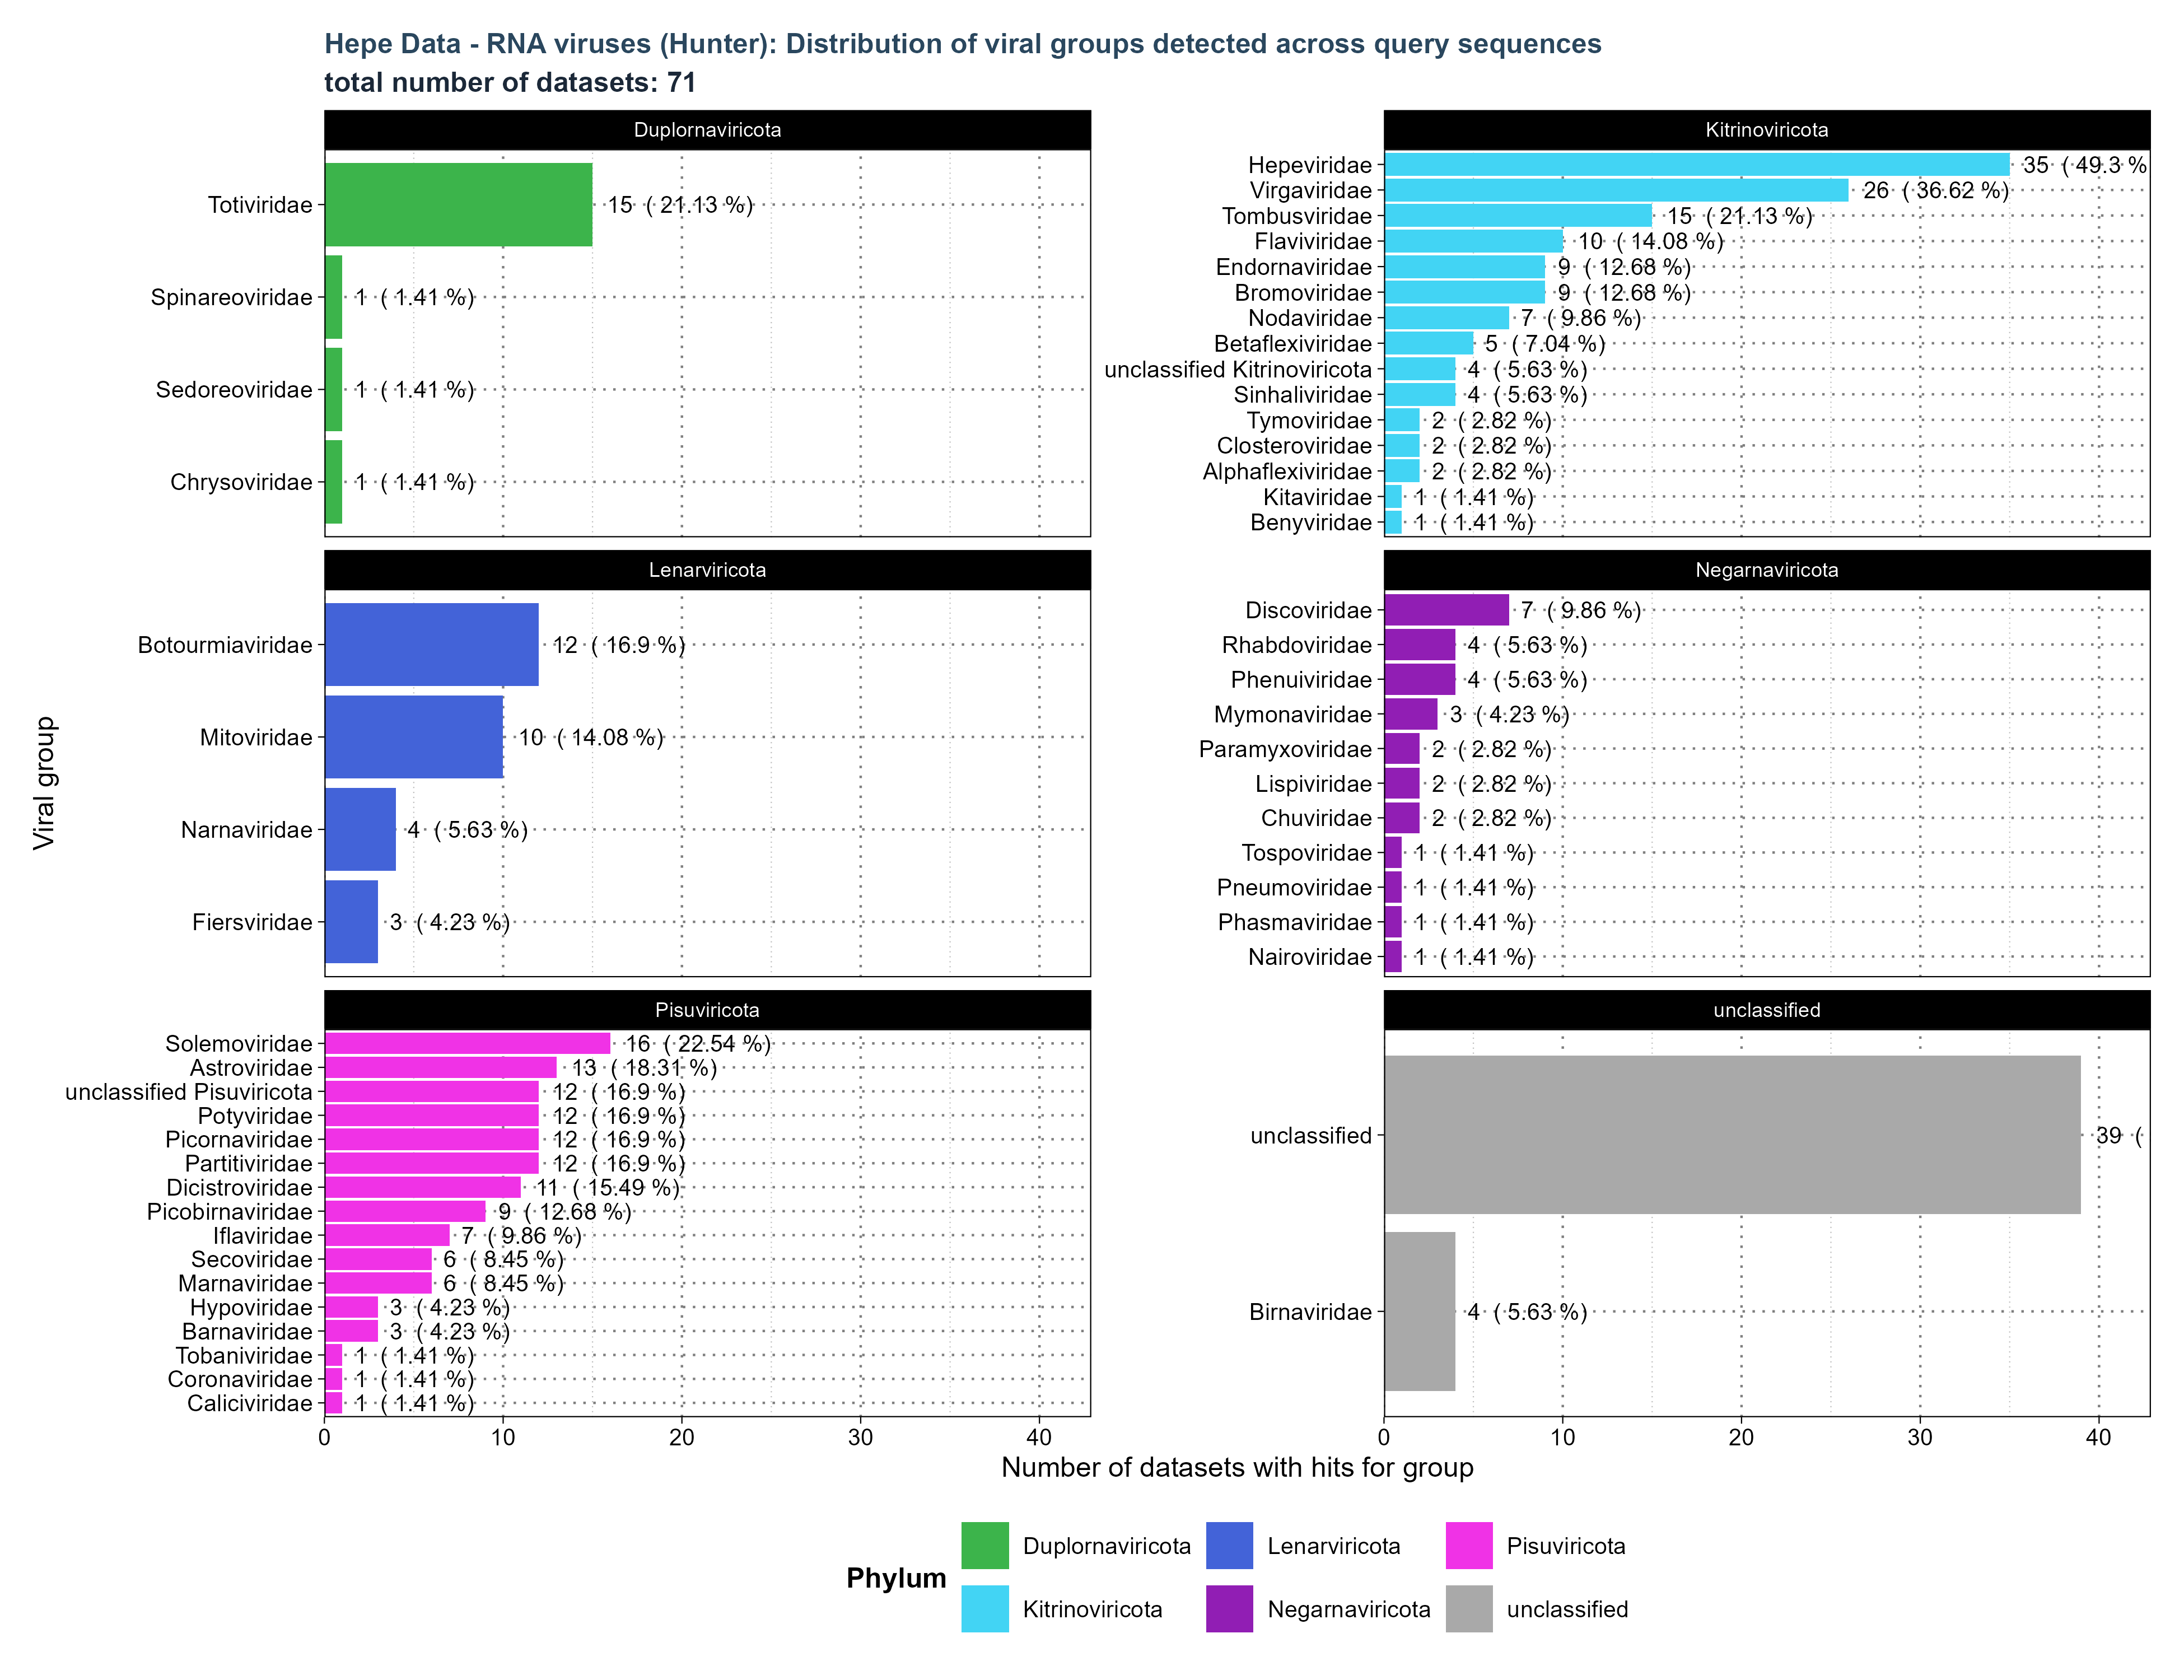 Hepe Data - RNA viruses (Hunter): Distribution of viral groups detected across query sequences
total number of datasets: 71
Viral group
Duplornaviricota
Totiviridae 15 ( 21.13 %)
Spinareoviridae 1 ( 1.41 %)
Sedoreoviridae 1 ( 1.41 %)
Chrysoviridae 1 ( 1.41 %)
Kitrinoviricota
Hepeviridae 35 ( 49.3 %
Virgaviridae 26 ( 36.62 %)
Tombusviridae 15 ( 21.13 %)
Flaviviridae 10 ( 14.08 %)
Endornaviridae 9 ( 12.68 %)
Bromoviridae 9 ( 12.68 %)
Nodaviridae 7 ( 9.86 %)
Betaflexiviridae 5 ( 7.04 %)
unclassified Kitrinoviricota 4 ( 5.63 %)
Sinhaliviridae 4 ( 5.63 %)
Tymoviridae 2 ( 2.82 %)
Closteroviridae 2 ( 2.82 %)
Alphaflexiviridae 2 ( 2.82 %)
Kitaviridae 1 ( 1.41 %)
Benyviridae 1 ( 1.41 %)
Lenarviricota
Botourmiaviridae 12 ( 16.9 %)
Mitoviridae 10 ( 14.08 %)
Narnaviridae 4 ( 5.63 %)
Fiersviridae 3 ( 4.23 %)
Negarnaviricota
Discoviridae 7 ( 9.86 %)
Rhabdoviridae 4 ( 5.63 %)
Phenuiviridae 4 ( 5.63 %)
Mymonaviridae 3 ( 4.23 %)
Paramyxoviridae 2 ( 2.82 %)
Lispiviridae 2 ( 2.82 %)
Chuviridae 2 ( 2.82 %)
Tospoviridae 1 ( 1.41 %)
Pneumoviridae 1 ( 1.41 %)
Phasmaviridae 1 ( 1.41 %)
Nairoviridae 1 ( 1.41 %)
Pisuviricota
Solemoviridae 16 ( 22.54 %)
Astroviridae 13 ( 18.31 %)
unclassified Pisuviricota 12 ( 16.9 %)
Potyviridae 12 ( 16.9 %)
Picornaviridae 12 ( 16.9 %)
Partitiviridae 12 ( 16.9 %)
Dicistroviridae 11 ( 15.49 %)
Picobirnaviridae 9 ( 12.68 %)
Iflaviridae 7 ( 9.86 %)
Secoviridae 6 ( 8.45 %)
Marnaviridae 6 ( 8.45 %)
Hypoviridae 3 ( 4.23 %)
Barnaviridae 3 ( 4.23 %)
Tobaniviridae 1 ( 1.41 %)
Coronaviridae 1 ( 1.41 %)
Caliciviridae 1 ( 1.41 %)
0 10 20 30 40
unclassified
unclassified 39 (
Birnaviridae 4 ( 5.63 %)
0 10 20 30 40
Number of datasets with hits for group
Phylum
Duplornaviricota Lenarviricota Pisuviricota
Kitrinoviricota Negarnaviricota unclassified